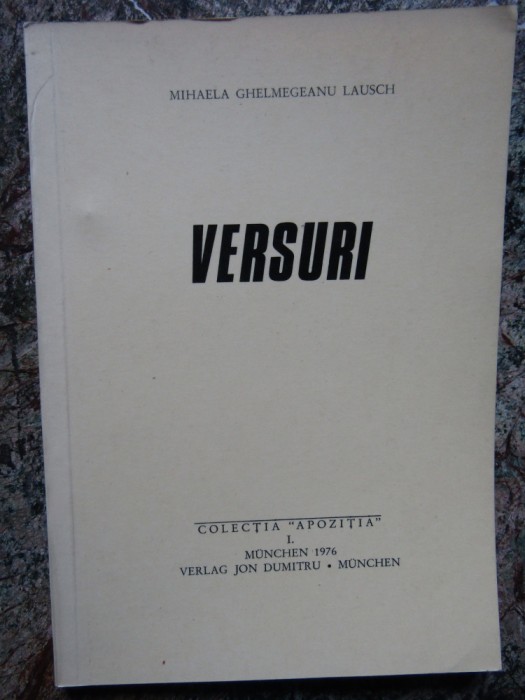 MIHAELA GHELMEGEANU LAUSCH
VERSURI
COLECȚIA "APOZIȚIA"
I.
MÜNCHEN 1976
VERLAG JON DUMITRU • MÜNCHEN